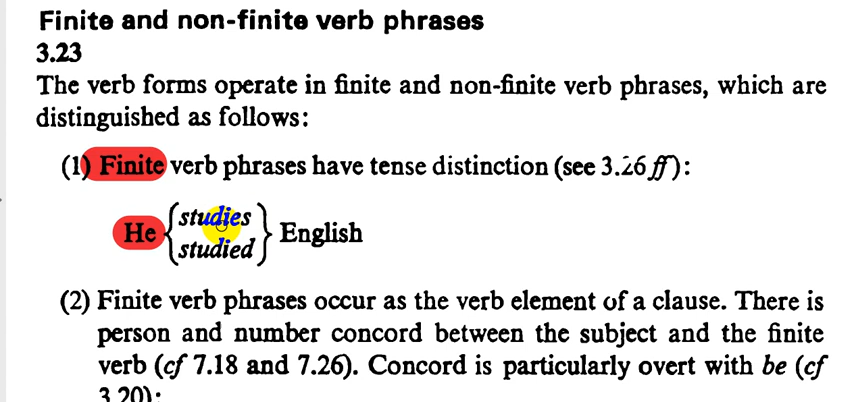 Finite and non-finite verb phrases
3.23
The verb forms operate in finite and non-finite verb phrases, which are
distinguished as follows:
(1) Finite verb phrases have tense distinction (see 3.26 ff):
He { studies
studied } English
(2) Finite verb phrases occur as the verb element of a clause. There is
person and number concord between the subject and the finite
verb (cf 7.18 and 7.26). Concord is particularly overt with be (cf
3.20):